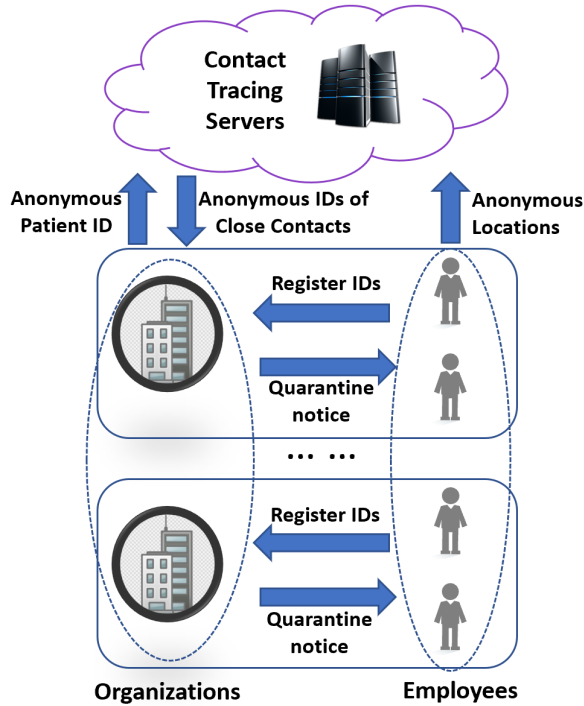 Contact
Tracing
Servers
Anonymous
Patient ID
Anonymous IDs of
Close Contacts
Anonymous
Locations
Register IDs
Quarantine
notice
... ...
Register IDs
Quarantine
notice
Organizations
Employees